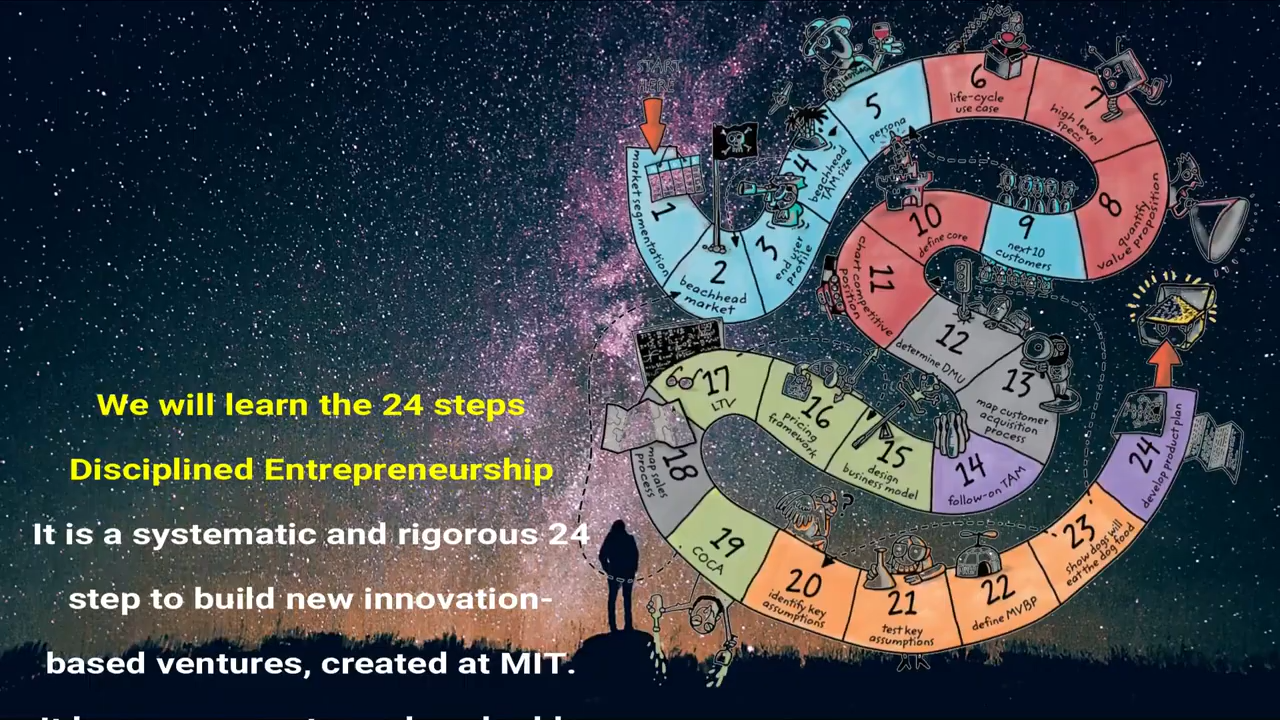 We will learn the 24 steps
Disciplined Entrepreneurship
It is a systematic and rigorous 24
step to build new innovation-
based ventures, created at MIT.
START
HERE
1
market segmentation
2
beachhead
market
3
end user
profile
4
beachhead
TAM size
5
persona
6
life-cycle
use case
7
high level
specs
8
quantify
value proposition
9
next 10
customers
10
define core
11
chart competitive
position
12
determine DMU
13
map customer
acquisition
process
14
follow-on TAM
15
design
business model
16
pricing
framework
17
LTV
18
map sales
process
19
COCA
20
identify key
assumptions
21
test key
assumptions
22
define MVBP
23
show dogs will
eat the dog food
24
develop product plan
?